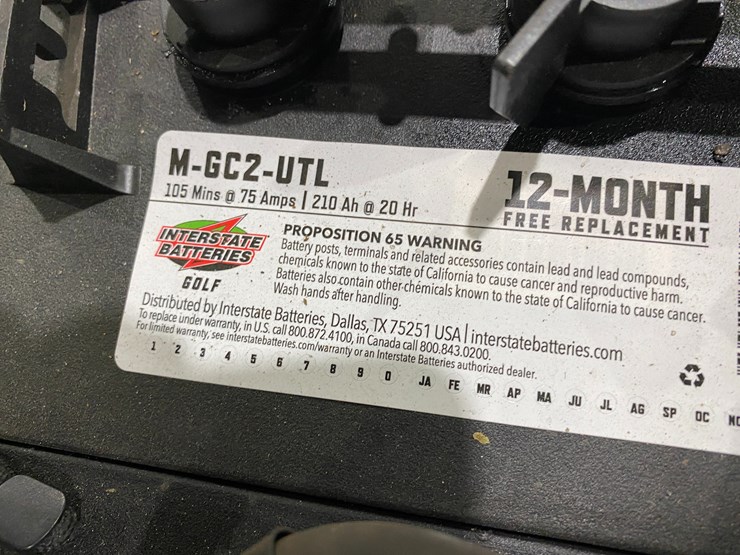 M-GC2-UTL
105 Mins @ 75 Amps | 210 Ah @ 20 Hr
12-MONTH
FREE REPLACEMENT
INTERSTATE
BATTERIES
GOLF
PROPOSITION 65 WARNING
Battery posts, terminals and related accessories contain lead and lead compounds,
chemicals known to the state of California to cause cancer and reproductive harm.
Batteries also contain other chemicals known to the state of California to cause cancer.
Wash hands after handling.
Distributed by Interstate Batteries, Dallas, TX 75251 USA | interstatebatteries.com
To replace under warranty, in U.S. call 800.872.4100, in Canada call 800.843.0200.
For limited warranty, see interstatebatteries.com/warranty or an Interstate Batteries authorized dealer.
1 2 3 4 5 6 7 8 9 0 JA FE MR AP MA JU JL AG SP OC